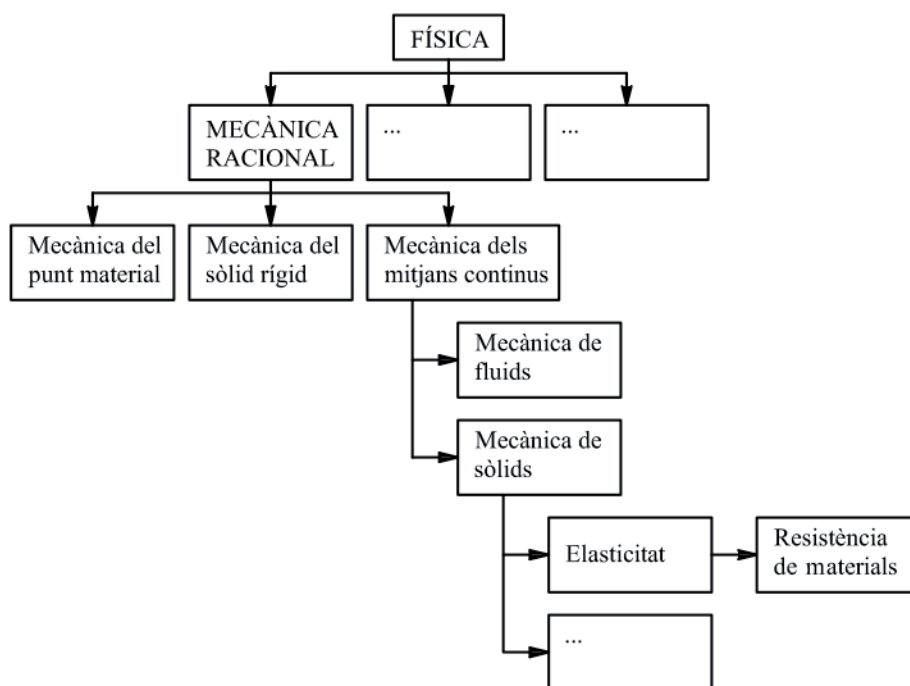 FÍSICA
MECÀNICA
RACIONAL
...
...
Mecànica del
punt material
Mecànica del
sòlid rígid
Mecànica dels
mitjans continus
Mecànica de
fluids
Mecànica de
sòlids
Elasticitat
Resistència
de materials
...